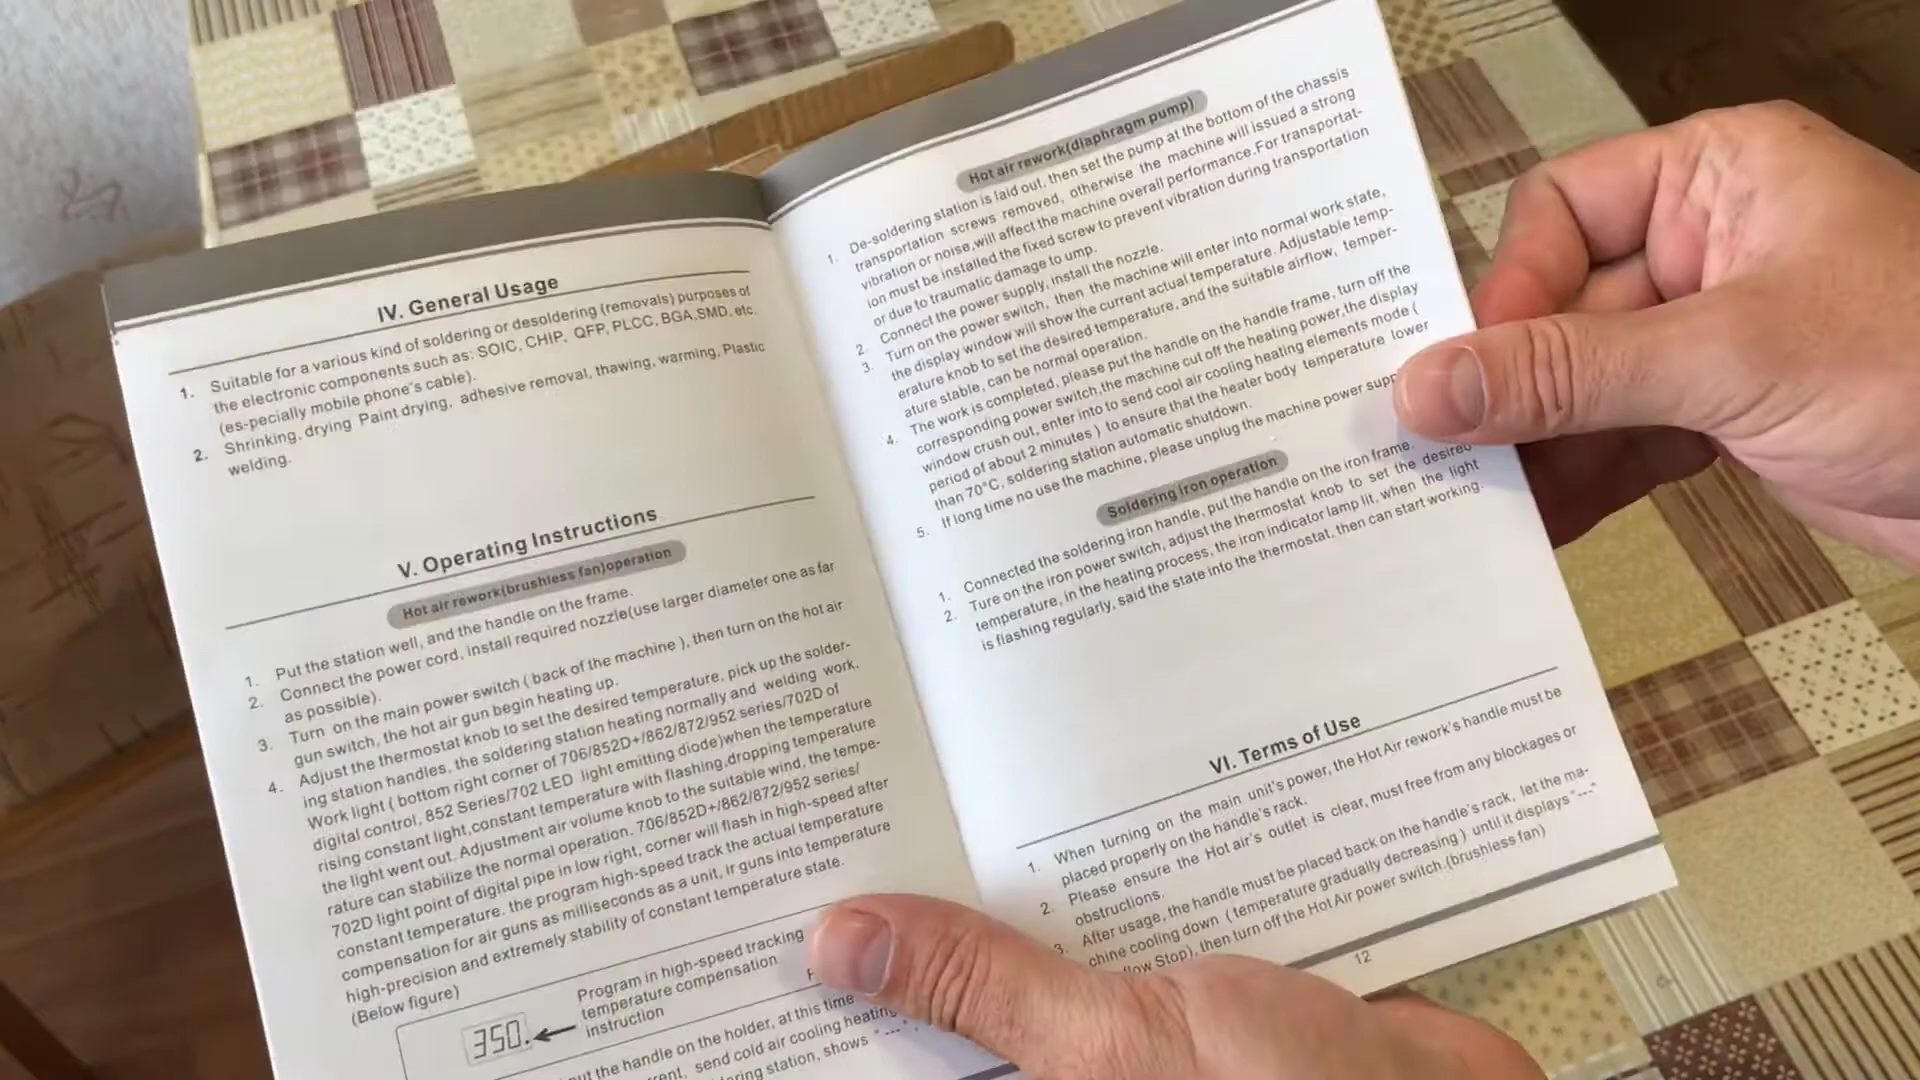 IV. General Usage
1. Suitable for a various kind of soldering or desoldering (removals) purposes of
the electronic components such as: SOIC, CHIP, QFP, PLCC, BGA,SMD, etc.
(es-pecially mobile phone's cable).
2. Shrinking, drying Paint drying, adhesive removal, thawing, warming, Plastic
welding.
V. Operating Instructions
Hot air rework(brushless fan)operation
1. Put the station well, and the handle on the frame.
2. Connect the power cord, install required nozzle(use larger diameter one as far
as possible).
3. Turn on the main power switch ( back of the machine ), then turn on the hot air
gun switch, the hot air gun begin heating up.
4. Adjust the thermostat knob to set the desired temperature, pick up the solder-
ing station handles, the soldering station heating normally and welding work.
Work light ( bottom right corner of 706/852D+/862/872/952 series/702D of
digital control, 852 Series/702 LED light emitting diode)when the temperature
rising constant light,constant temperature with flashing,dropping temperature
the light went out. Adjustment air volume knob to the suitable wind, the tempe-
rature can stabilize the normal operation. 706/852D+/862/872/952 series/
702D light point of digital pipe in low right, corner will flash in high-speed after
constant temperature, the program high-speed track the actual temperature
compensation for air guns as milliseconds as a unit, Ir guns into temperature
high-precision and extremely stability of constant temperature state.
(Below figure)
350.
Program in high-speed tracking
temperature compensation
instruction
the handle on the holder, at this time
send cold air cooling heating
station, shows "---"
Hot air rework(diaphragm pump)
1. De-soldering station is laid out, then set the pump at the bottom of the chassis
transportation screws removed, otherwise the machine will issued a strong
vibration or noise,will affect the machine overall performance.For transportat-
ion must be installed the fixed screw to prevent vibration during transportation
or due to traumatic damage to ump.
2. Connect the power supply, install the nozzle.
3. Turn on the power switch, then the machine will enter into normal work state,
the display window will show the current actual temperature. Adjustable temp-
erature knob to set the desired temperature, and the suitable airflow, temper-
ature stable, can be normal operation.
4. The work is completed, please put the handle on the handle frame, turn off the
corresponding power switch,the machine cut off the heating power,the display
window crush out, enter into to send cool air cooling heating elements mode (
period of about 2 minutes ) to ensure that the heater body temperature lower
than 70°C, soldering station automatic shutdown.
5. If long time no use the machine, please unplug the machine power
Soldering iron operation
1. Connected the soldering iron handle, put the handle on the iron frame.
2. Ture on the iron power switch, adjust the thermostat knob to set the desired
temperature, in the heating process, the iron indicator lamp lit, when the light
is flashing regularly, said the state into the thermostat, then can start working.
VI. Terms of Use
1. When turning on the main unit's power, the Hot Air rework's handle must be
placed properly on the handle's rack.
2. Please ensure the Hot air's outlet is clear, must free from any blockages or
obstructions.
3. After usage, the handle must be placed back on the handle's rack, let the ma-
chine cooling down ( temperature gradually decreasing ) until it displays "---"
Stop), then turn off the Hot Air power switch.(brushless fan)
12